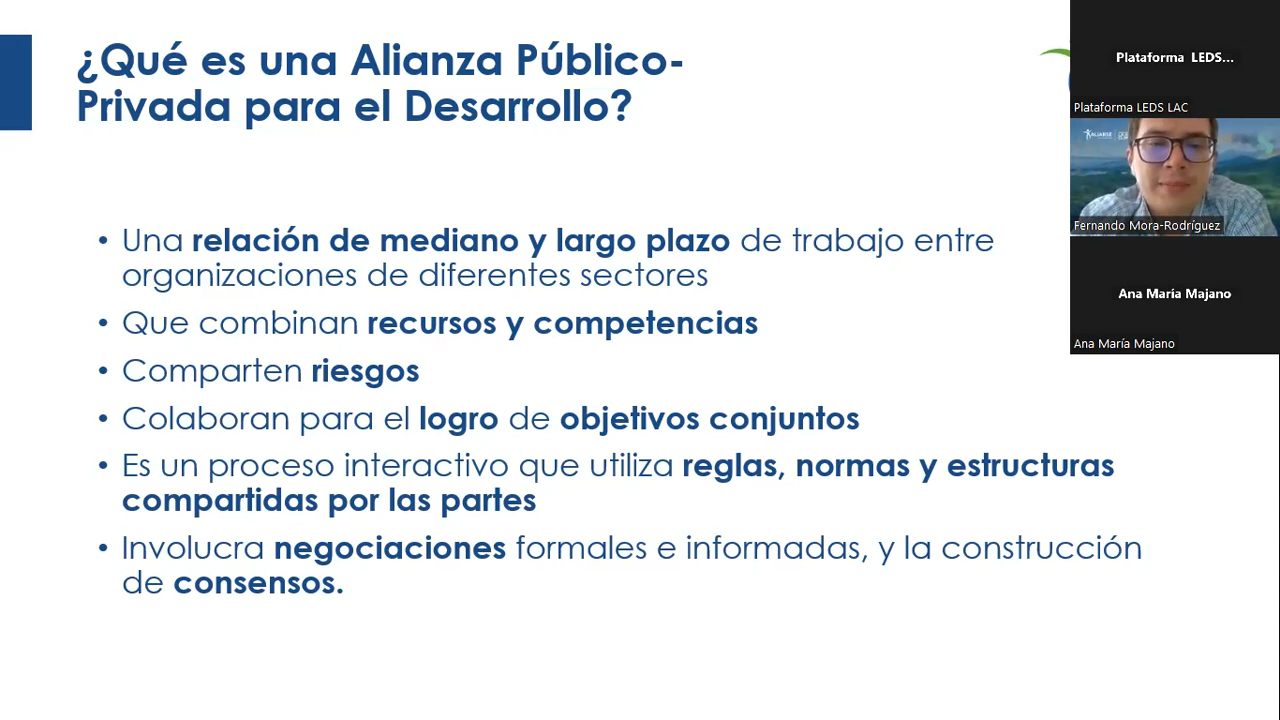 ¿Qué es una Alianza Público-
Privada para el Desarrollo?
• Una relación de mediano y largo plazo de trabajo entre
organizaciones de diferentes sectores
• Que combinan recursos y competencias
• Comparten riesgos
• Colaboran para el logro de objetivos conjuntos
• Es un proceso interactivo que utiliza reglas, normas y estructuras
compartidas por las partes
• Involucra negociaciones formales e informadas, y la construcción
de consensos.
Plataforma LEDS...
Plataforma LEDS LAC
ALIARSE
Fernando Mora-Rodríguez
Ana María Majano
Ana María Majano